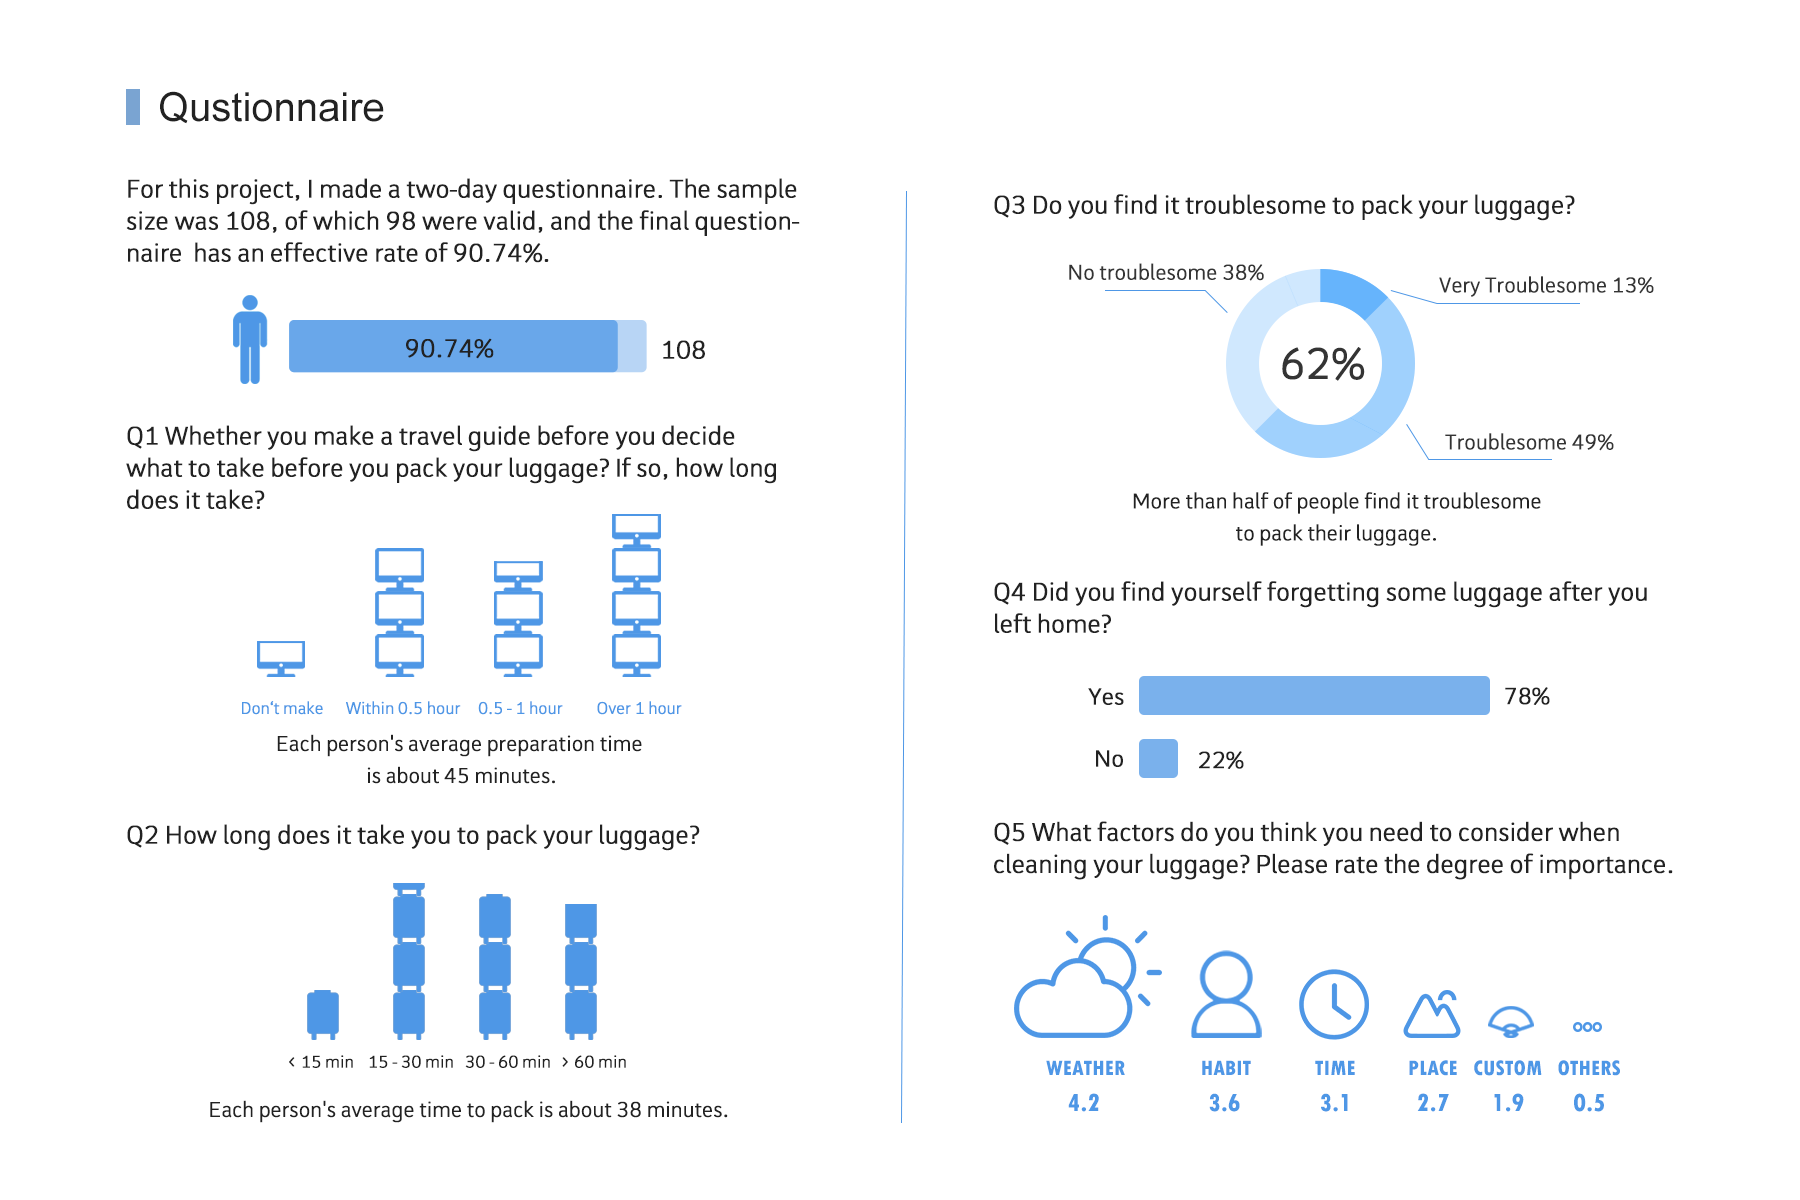 Qustionnaire
For this project, I made a two-day questionnaire. The sample
size was 108, of which 98 were valid, and the final question-
naire has an effective rate of 90.74%.
90.74%
108
Q1 Whether you make a travel guide before you decide
what to take before you pack your luggage? If so, how long
does it take?
Don't make Within 0.5 hour 0.5 - 1 hour Over 1 hour
Each person's average preparation time
is about 45 minutes.
Q2 How long does it take you to pack your luggage?
< 15 min 15 - 30 min 30 - 60 min > 60 min
Each person's average time to pack is about 38 minutes.
Q3 Do you find it troublesome to pack your luggage?
No troublesome 38%
Very Troublesome 13%
62%
Troublesome 49%
More than half of people find it troublesome
to pack their luggage.
Q4 Did you find yourself forgetting some luggage after you
left home?
Yes 78%
No 22%
Q5 What factors do you think you need to consider when
cleaning your luggage? Please rate the degree of importance.
WEATHER HABIT TIME PLACE CUSTOM OTHERS
4.2 3.6 3.1 2.7 1.9 0.5